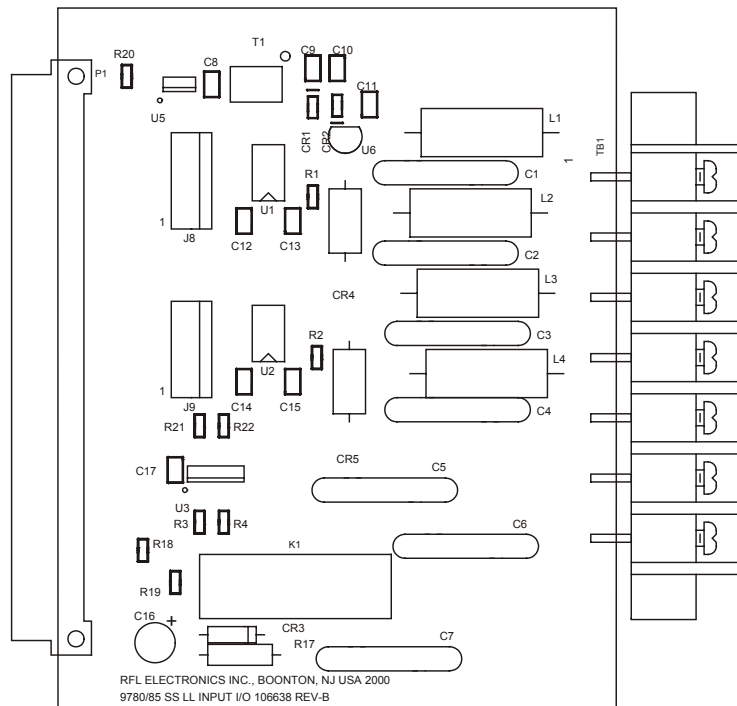 R20
P1
C8
T1
C9 C10
C11
U5
CR1
CR2
U6
L1
1
TB1
C1
R1
U1
L2
1
J8
C12 C13
C2
L3
CR4
R2
C3
U2
L4
1
J9
C14 C15
C4
R21 R22
C17
CR5
C5
U3
R3 R4
C6
R18
K1
R19
C16
+
CR3
R17
C7
RFL ELECTRONICS INC., BOONTON, NJ USA 2000
9780/85 SS LL INPUT I/O 106638 REV-B